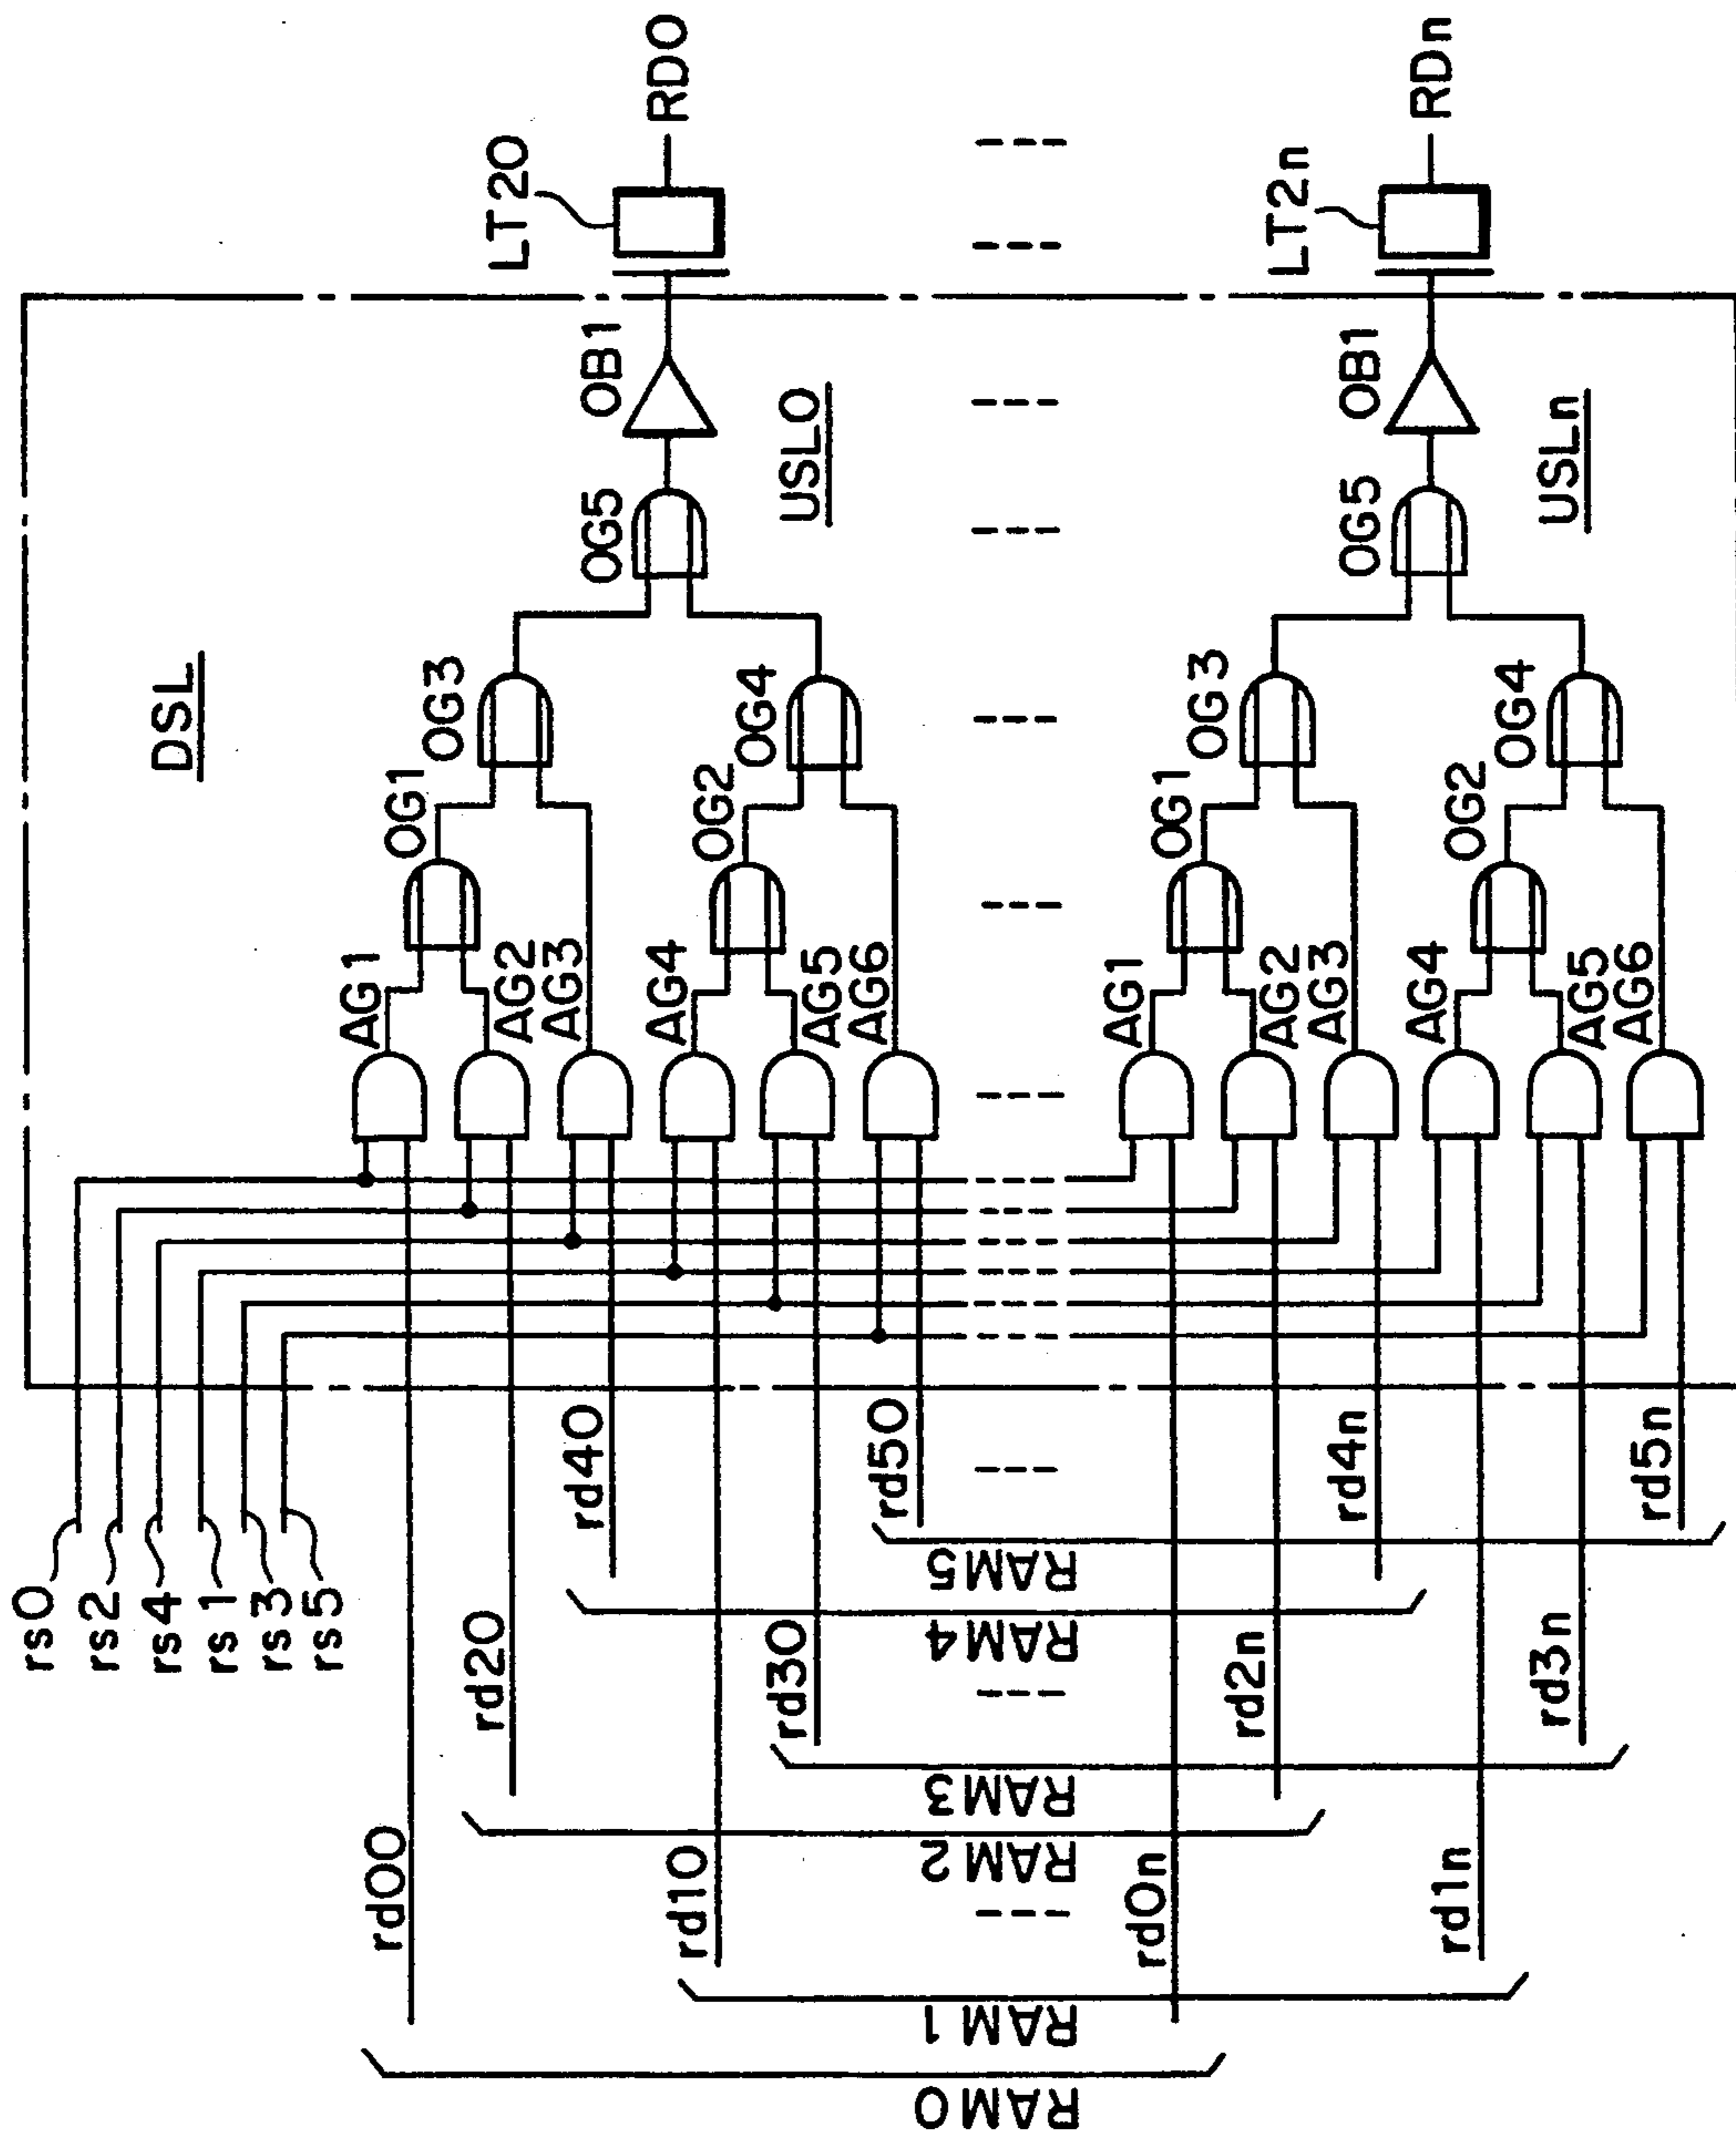 rs0
rs2
rs4
rs1
rs3
rs5
DSL
rd00
rd20
rd40
rd10
rd30
rd50
AG1
AG2
AG3
AG4
AG5
AG6
OG1
OG2
OG3
OG4
OG5
OB1
USL0
LT20
RD0
RAM0
RAM1
RAM2
RAM3
RAM4
RAM5
rd0n
rd2n
rd4n
rd1n
rd3n
rd5n
AG1
AG2
AG3
AG4
AG5
AG6
OG1
OG2
OG3
OG4
OG5
OB1
USLn
LT2n
RDn